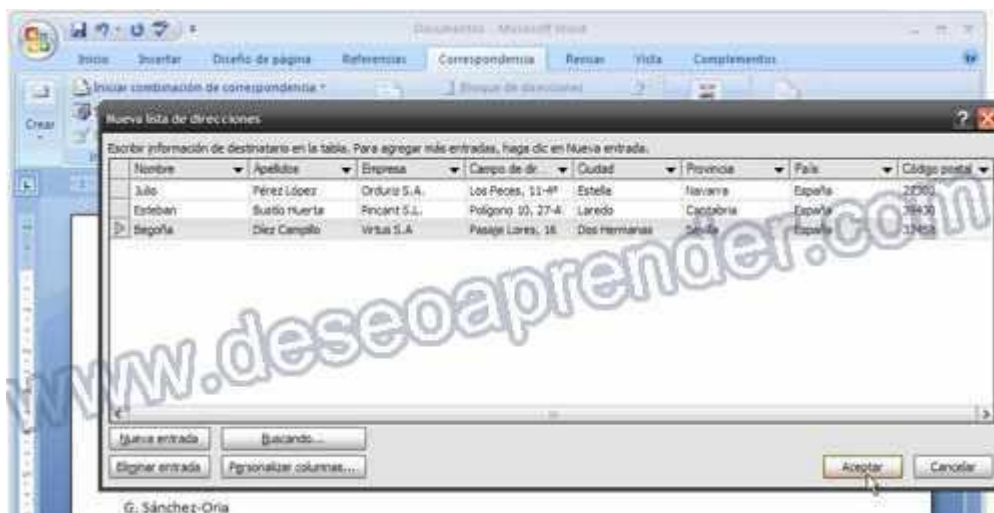 Documento1 - Microsoft Word
Inicio Insertar Diseño de página Referencias Correspondencia Revisar Vista Complementos
Crear
Iniciar combinación de correspondencia
Bloque de direcciones
Nueva lista de direcciones
Escribir información de destinatario en la tabla. Para agregar más entradas, haga clic en Nueva entrada.
Nombre Apellidos Empresa Campo de dir... Ciudad Provincia País Código postal
Julio Pérez López Orduriz S.A. Los Peces, 11-4º Estella Navarra España
Esteban Bustio Huerta Pincant S.L. Polígono 10, 27-A Laredo Cantabria España 39430
Begoña Díez Campillo Virtus S.A Pasaje Lores, 16 Dos Hermanas Sevilla España
www.deseoaprender.com
Nueva entrada Buscando...
Eliminar entrada Personalizar columnas... Aceptar Cancelar
G. Sánchez-Oria